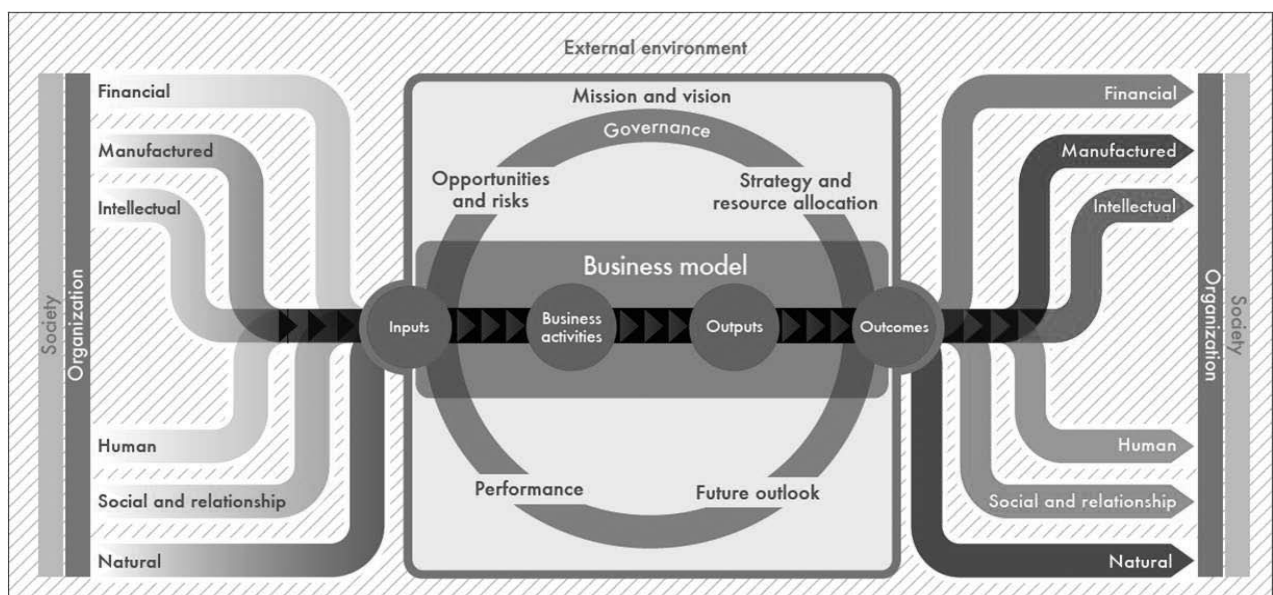 External environment
Society
Organization
Financial
Manufactured
Intellectual
Human
Social and relationship
Natural
Mission and vision
Governance
Opportunities
and risks
Strategy and
resource allocation
Business model
Inputs
Business
activities
Outputs
Outcomes
Performance
Future outlook
Financial
Manufactured
Intellectual
Human
Social and relationship
Natural
Organization
Society